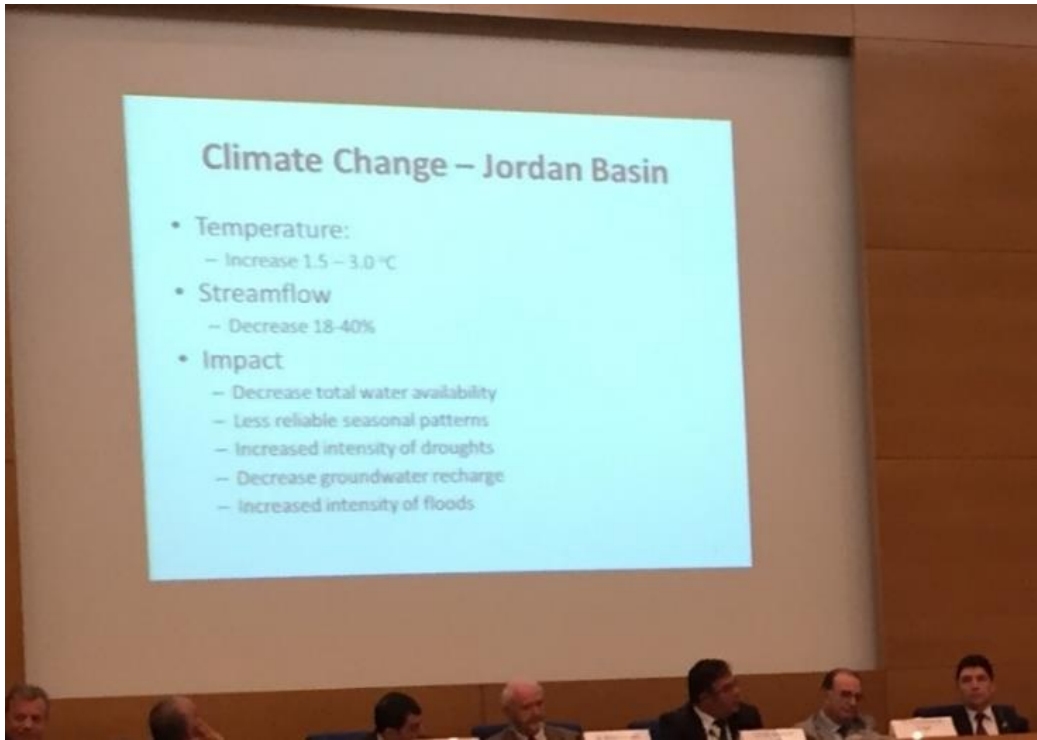 Climate Change – Jordan Basin
• Temperature:
– Increase 1.5 – 3.0 °C
• Streamflow
– Decrease 18-40%
• Impact
– Decrease total water availability
– Less reliable seasonal patterns
– Increased intensity of droughts
– Decrease groundwater recharge
– Increased intensity of floods